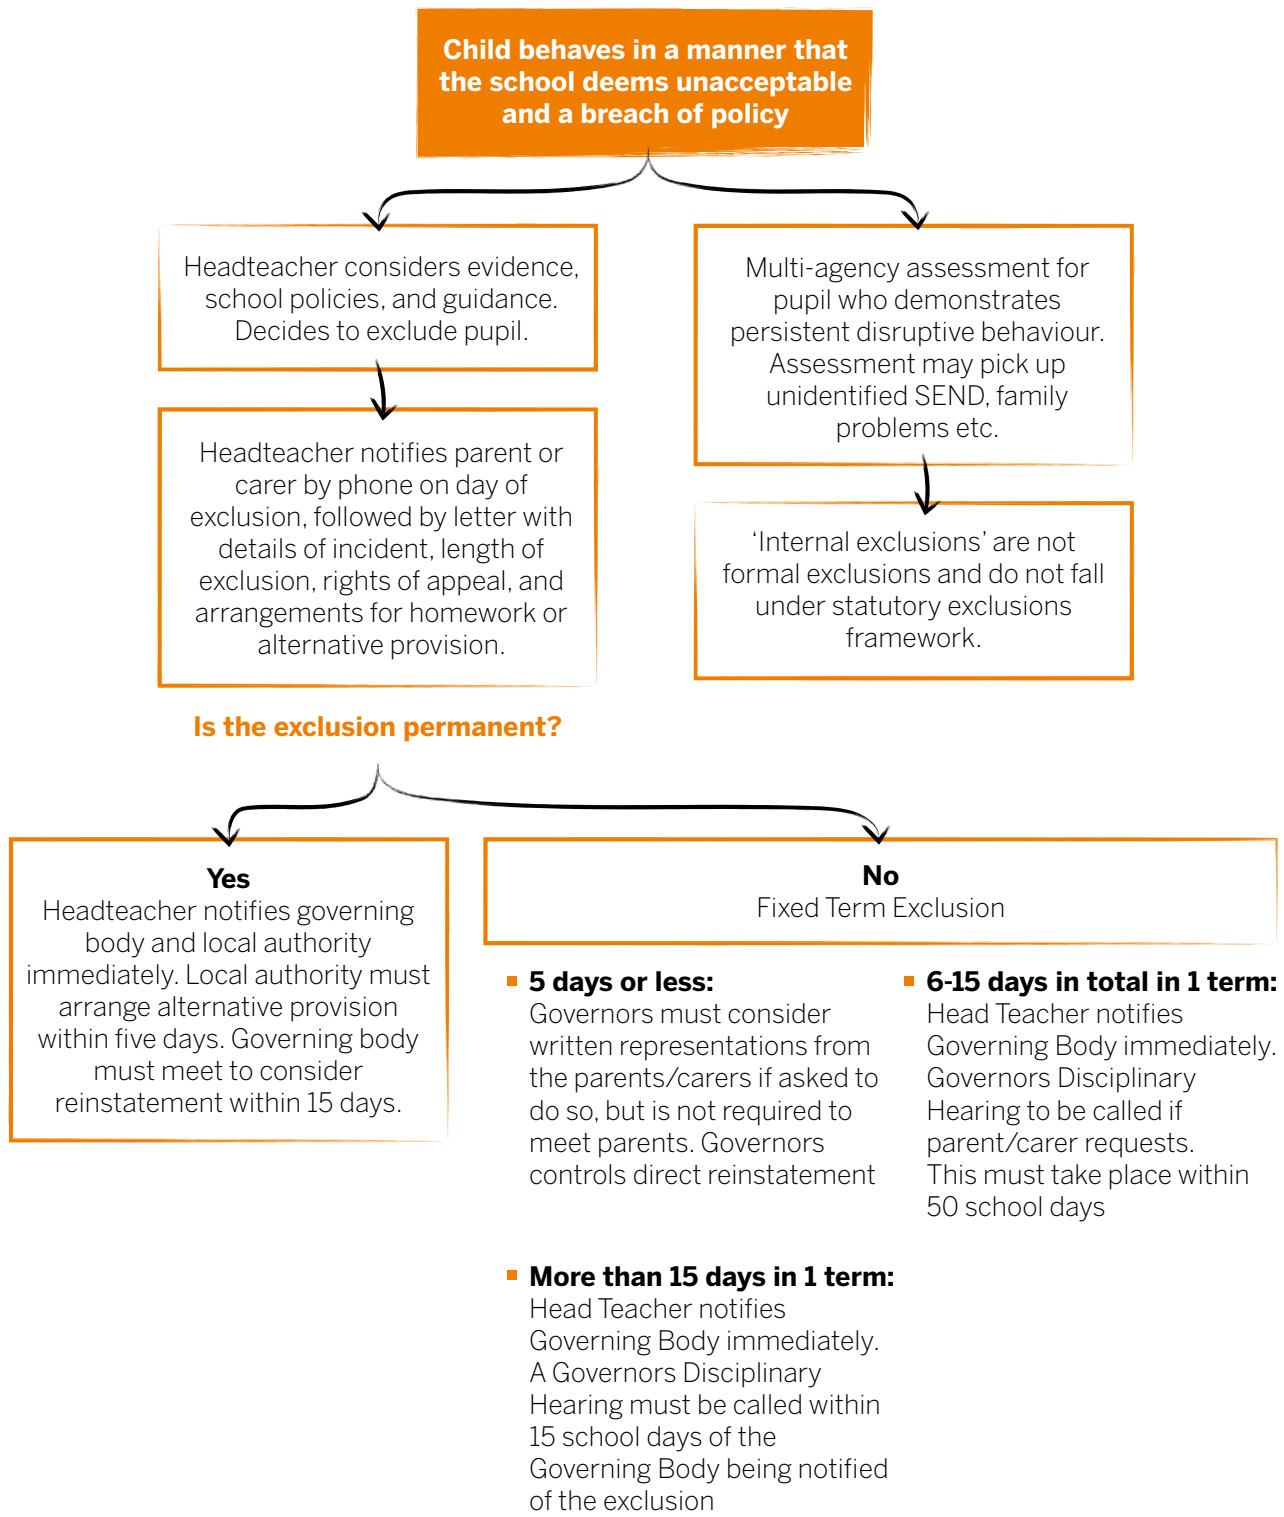 Child behaves in a manner that
the school deems unacceptable
and a breach of policy
Headteacher considers evidence,
school policies, and guidance.
Decides to exclude pupil.
Headteacher notifies parent or
carer by phone on day of
exclusion, followed by letter with
details of incident, length of
exclusion, rights of appeal, and
arrangements for homework or
alternative provision.
Multi-agency assessment for
pupil who demonstrates
persistent disruptive behaviour.
Assessment may pick up
unidentified SEND, family
problems etc.
‘Internal exclusions’ are not
formal exclusions and do not fall
under statutory exclusions
framework.
Is the exclusion permanent?
Yes
Headteacher notifies governing
body and local authority
immediately. Local authority must
arrange alternative provision
within five days. Governing body
must meet to consider
reinstatement within 15 days.
No
Fixed Term Exclusion
5 days or less:
Governors must consider
written representations from
the parents/carers if asked to
do so, but is not required to
meet parents. Governors
controls direct reinstatement
6-15 days in total in 1 term:
Head Teacher notifies
Governing Body immediately.
Governors Disciplinary
Hearing to be called if
parent/carer requests.
This must take place within
50 school days
More than 15 days in 1 term:
Head Teacher notifies
Governing Body immediately.
A Governors Disciplinary
Hearing must be called within
15 school days of the
Governing Body being notified
of the exclusion